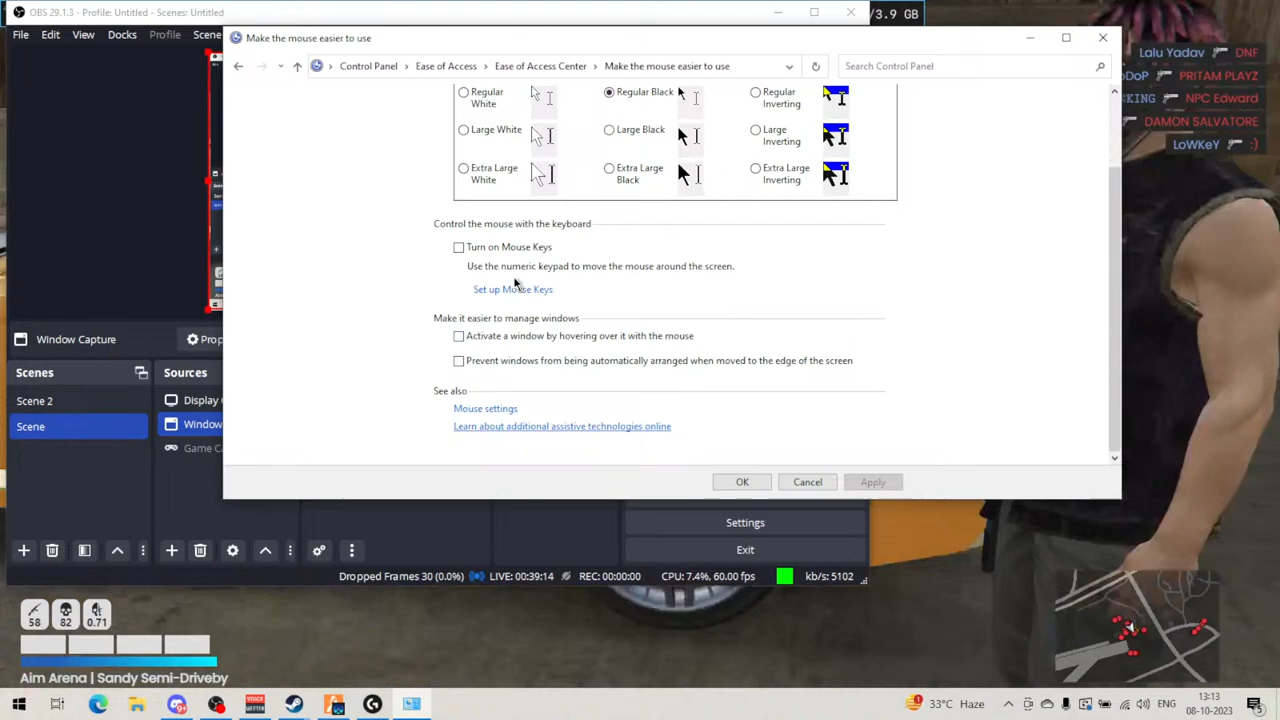 OBS 29.1.3 - Profile: Untitled - Scenes: Untitled
/3.9 GB
File Edit View Docks Profile Scene
Make the mouse easier to use
Control Panel > Ease of Access > Ease of Access Center > Make the mouse easier to use
Search Control Panel
Lalu Yadav DNF
DoDoP PRITAM PLAYZ
KING NPC Edward
DAMON SALVATORE
LoWKeY :)
Regular White
Regular Black
Regular Inverting
Large White
Large Black
Large Inverting
Extra Large White
Extra Large Black
Extra Large Inverting
Control the mouse with the keyboard
Turn on Mouse Keys
Use the numeric keypad to move the mouse around the screen.
Set up Mouse Keys
Make it easier to manage windows
Activate a window by hovering over it with the mouse
Prevent windows from being automatically arranged when moved to the edge of the screen
See also
Mouse settings
Learn about additional assistive technologies online
OK Cancel Apply
Window Capture
Prop
Scenes
Sources
Scene 2
Scene
Display
Window
Game Ca
Settings
Exit
Dropped Frames 30 (0.0%) LIVE: 00:39:14 REC: 00:00:00 CPU: 7.4%, 60.00 fps kb/s: 5102
58 82 0.71
Aim Arena | Sandy Semi-Driveby
33°C Haze
ENG
13:13
08-10-2023
5